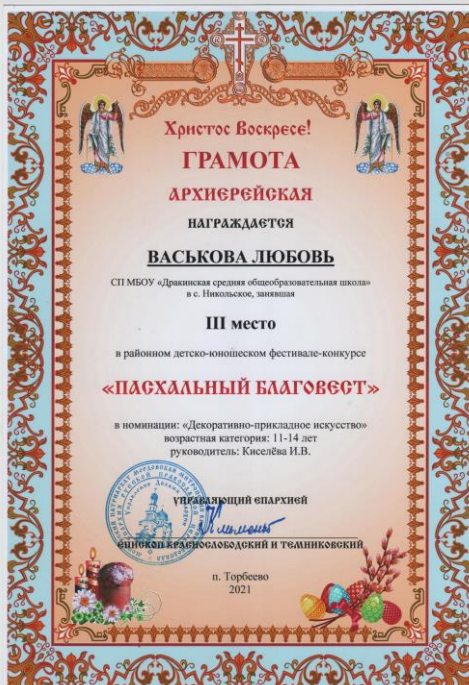 Христос Воскресе!
ГРАМОТА
АРХИЕРЕЙСКАЯ
НАГРАЖДАЕТСЯ
ВАСЬКОВА ЛЮБОВЬ
СП МБОУ «Дракинская средняя общеобразовательная школа»
в с. Никольское, занявшая
III место
в районном детско-юношеском фестивале-конкурсе
«ПАСХАЛЬНЫЙ БЛАГОВЕСТ»
в номинации: «Декоративно-прикладное искусство»
возрастная категория: 11-14 лет
руководитель: Киселёва И.В.
УПРАВЛЯЮЩИЙ ЕПАРХИЕЙ
ЕПИСКОП КРАСНОСЛОБОДСКИЙ И ТЕМНИКОВСКИЙ
п. Торбеево
2021